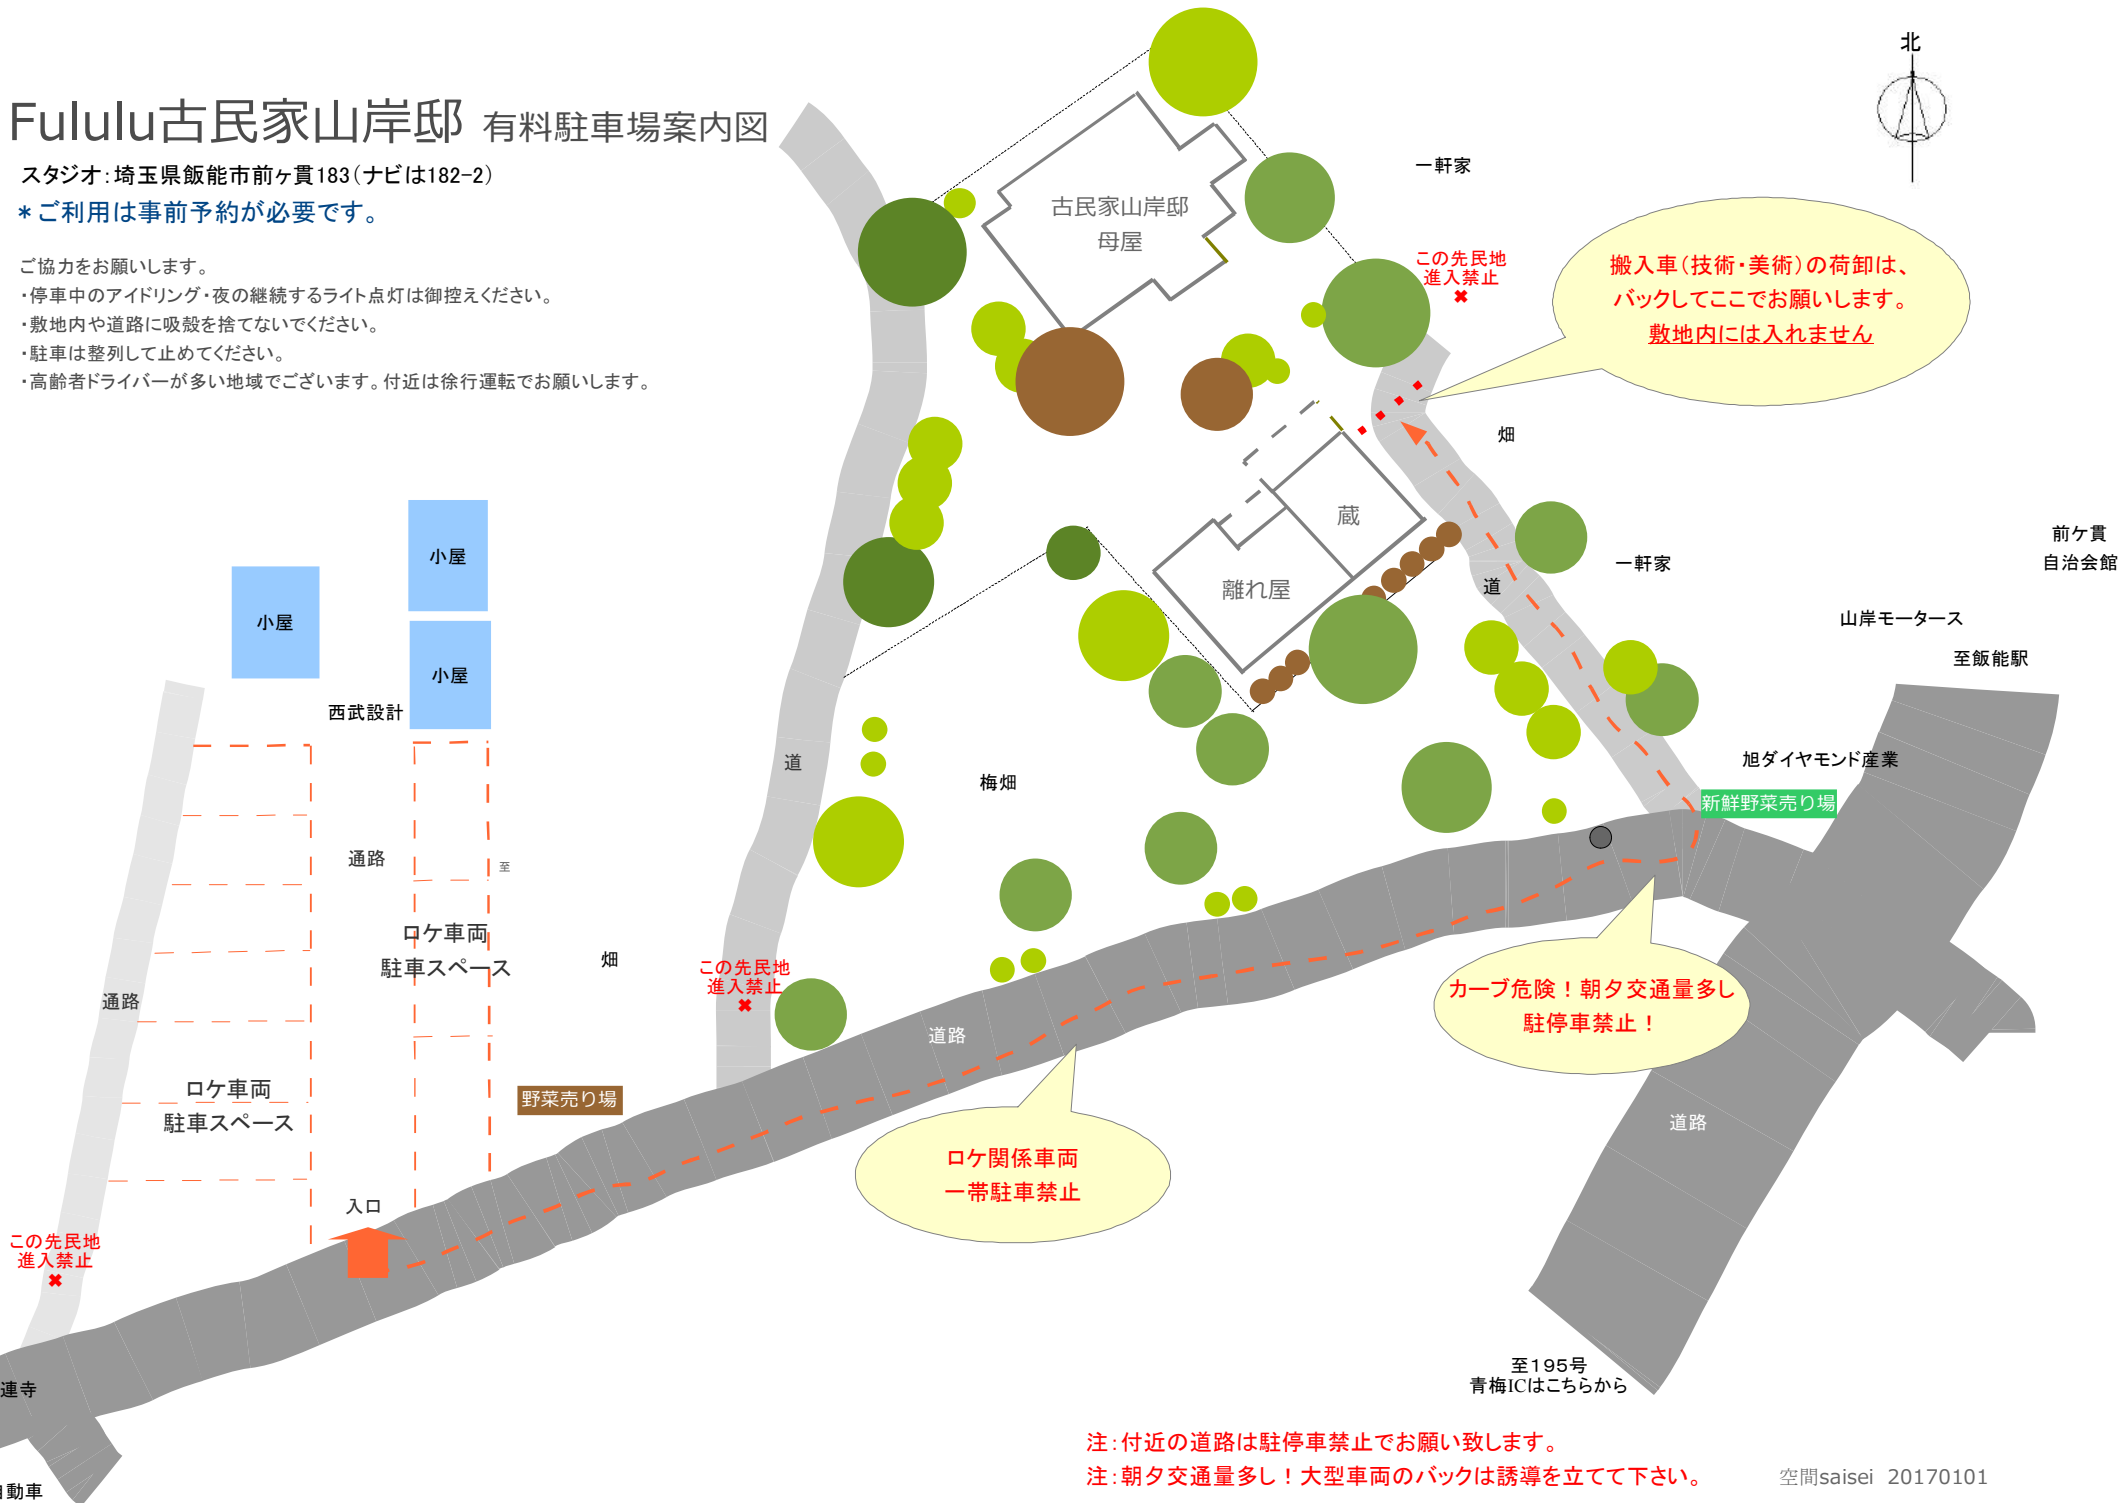 Fululu古民家山岸邸 有料駐車場案内図
スタジオ：埼玉県飯能市前ヶ貫183（ナビは182-2）
＊ご利用は事前予約が必要です。
ご協力をお願いします。
・停車中のアイドリング・夜の継続するライト点灯は御控えください。
・敷地内や道路に吸殻を捨てないでください。
・駐車は整列して止めてください。
・高齢者ドライバーが多い地域でございます。付近は徐行運転でお願いします。
北
一軒家
古民家山岸邸
母屋
この先民地
進入禁止
✖
搬入車（技術・美術）の荷卸は、
バックしてここでお願いします。
敷地内には入れません
畑
蔵
離れ屋
道
一軒家
前ケ貫
自治会館
山岸モータース
至飯能駅
旭ダイヤモンド産業
新鮮野菜売り場
小屋
小屋
小屋
西武設計
道
梅畑
通路
至
ロケ車両
駐車スペース
畑
この先民地
進入禁止
✖
通路
道路
カーブ危険！朝夕交通量多し
駐停車禁止！
ロケ車両
駐車スペース
野菜売り場
道路
ロケ関係車両
一帯駐車禁止
入口
この先民地
進入禁止
✖
連寺
至195号
青梅ICはこちらから
注：付近の道路は駐停車禁止でお願い致します。
注：朝夕交通量多し！大型車両のバックは誘導を立てて下さい。
空間saisei 20170101
動車